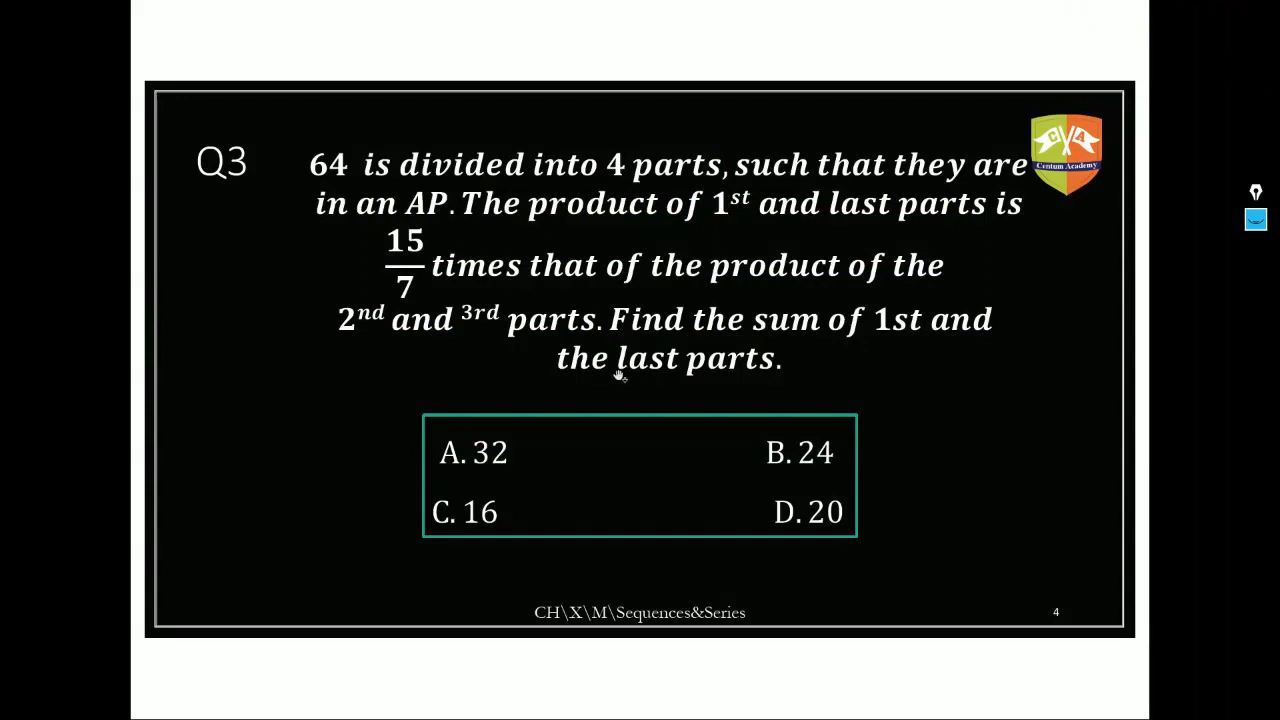 Q3
64 is divided into 4 parts, such that they are
in an AP. The product of 1st and last parts is
15/7 times that of the product of the
2nd and 3rd parts. Find the sum of 1st and
the last parts.
C A
Centum Academy
A. 32 B. 24
C. 16 D. 20
CH\X\M\Sequences&Series
4